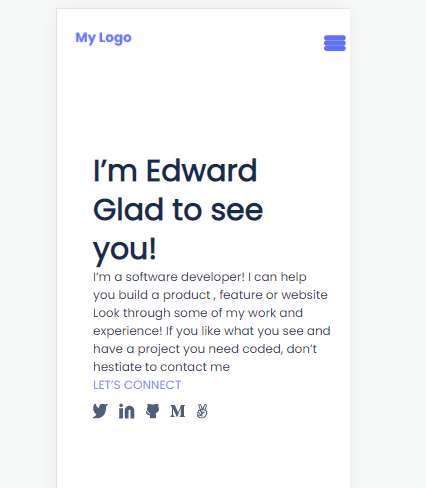 My Logo
I’m Edward
Glad to see
you!
I’m a software developer! I can help
you build a product , feature or website
Look through some of my work and
experience! If you like what you see and
have a project you need coded, don’t
hestiate to contact me
LET’S CONNECT